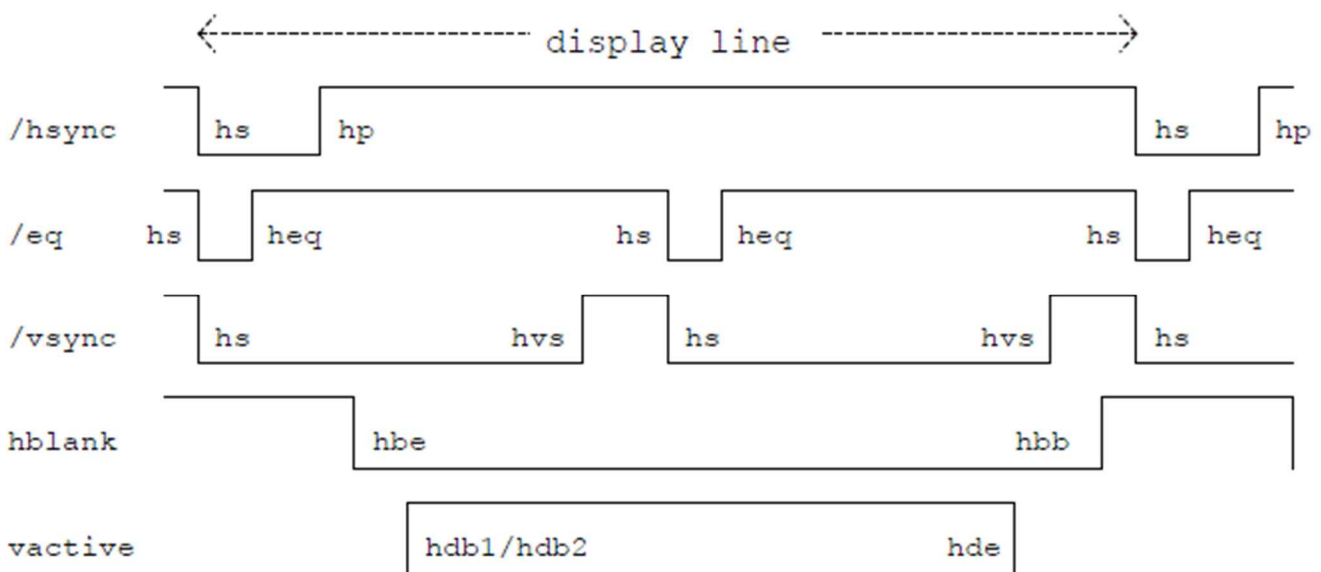 display line
/hsync hs hp hs hp
/eq hs heq hs heq hs heq
/vsync hs hvs hs hvs hs
hblank hbe hbb
vactive hdb1/hdb2 hde